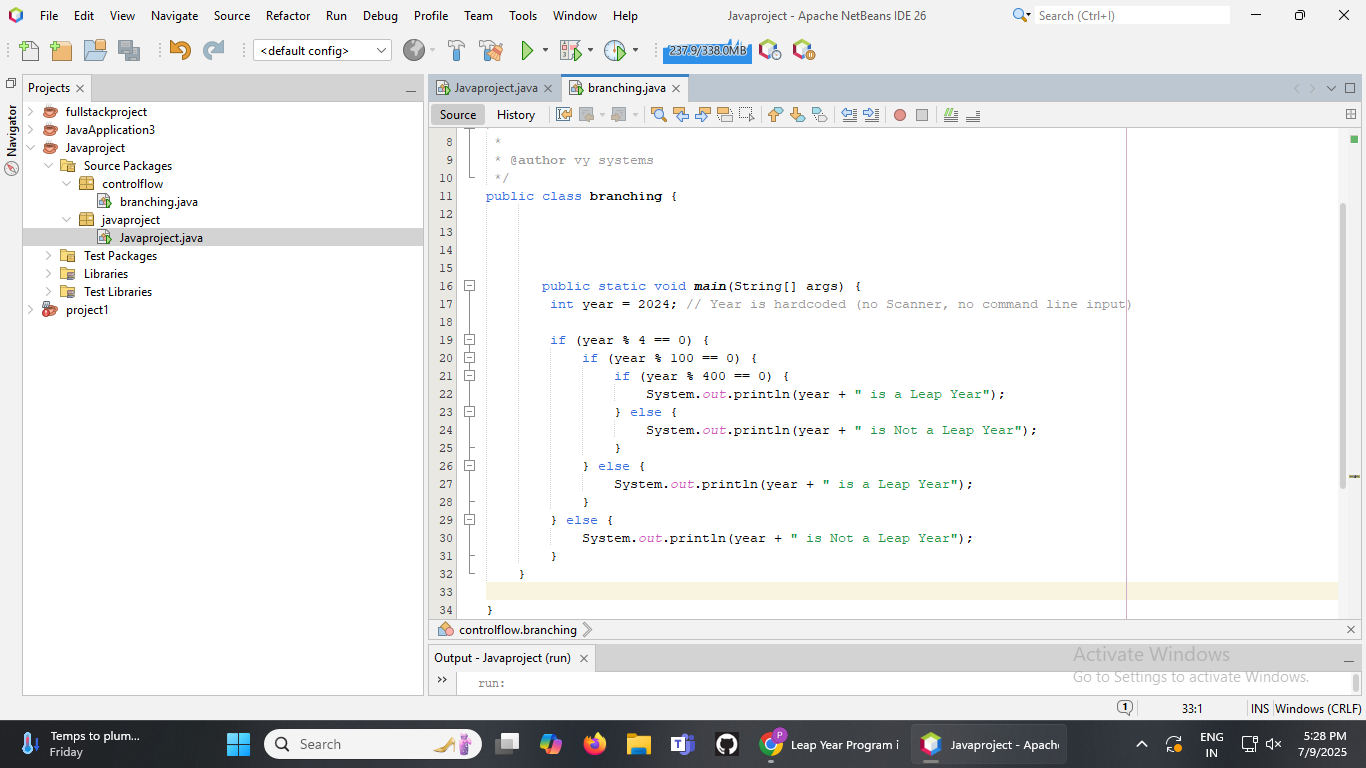 File Edit View Navigate Source Refactor Run Debug Profile Team Tools Window Help
Javaproject - Apache NetBeans IDE 26
Search (Ctrl+I)
<default config>
237.9/338.0MB
Navigator
Projects
fullstackproject
JavaApplication3
Javaproject
Source Packages
controlflow
branching.java
javaproject
Javaproject.java
Test Packages
Libraries
Test Libraries
project1
Javaproject.java branching.java
Source History
8 *
9 * @author vy systems
10 */
11 public class branching {
12
13
14
15
16 public static void main(String[] args) {
17 int year = 2024; // Year is hardcoded (no Scanner, no command line input)
18
19 if (year % 4 == 0) {
20 if (year % 100 == 0) {
21 if (year % 400 == 0) {
22 System.out.println(year + " is a Leap Year");
23 } else {
24 System.out.println(year + " is Not a Leap Year");
25 }
26 } else {
27 System.out.println(year + " is a Leap Year");
28 }
29 } else {
30 System.out.println(year + " is Not a Leap Year");
31 }
32 }
33
34 }
controlflow.branching
Output - Javaproject (run)
run:
Activate Windows
Go to Settings to activate Windows.
1
33:1
INS Windows (CRLF)
Temps to plum...
Friday
Search
P
Leap Year Program i
Javaproject - Apache
ENG
IN
5:28 PM
7/9/2025